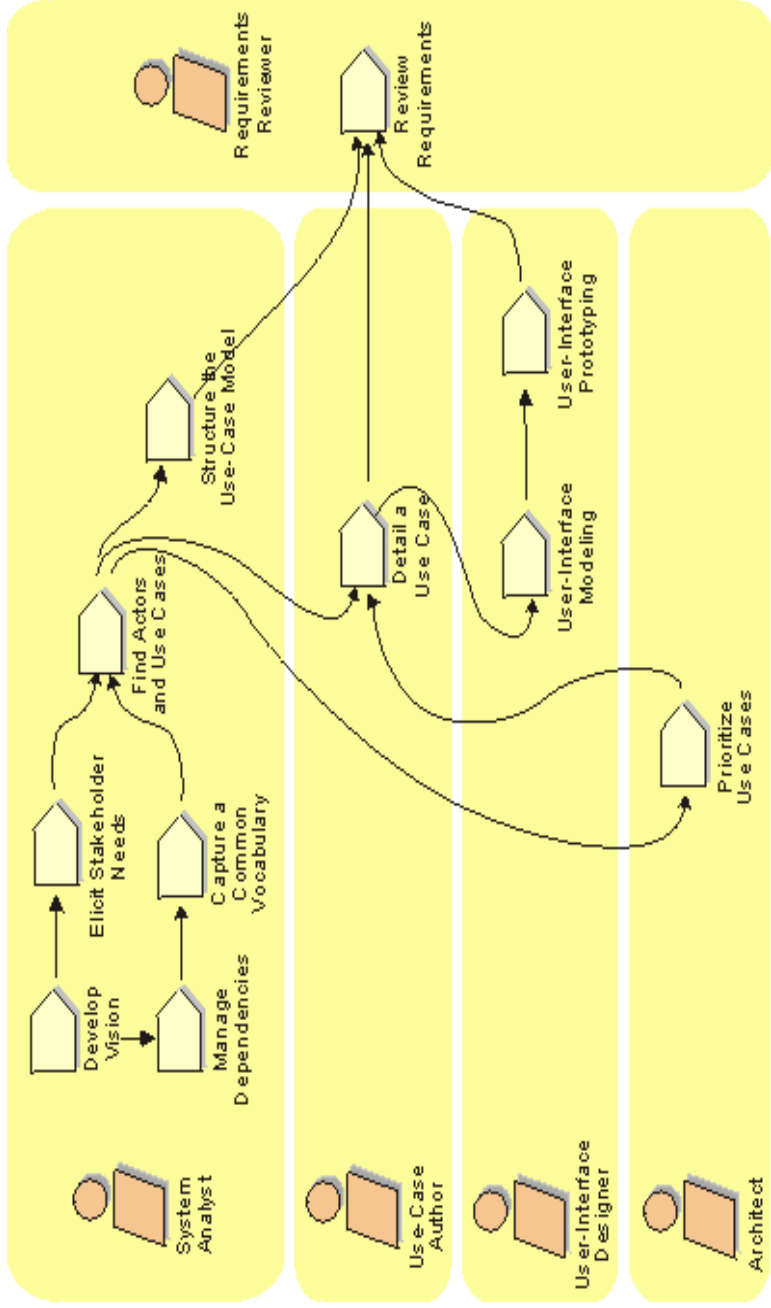 System
Analyst
Develop
Vision
Elicit Stakeholder
Needs
Manage
Dependencies
Capture a
Common
Vocabulary
Find Actors
and Use Cases
Structure the
Use-Case Model
Use-Case
Author
Detail a
Use Case
User-Interface
Designer
User-Interface
Modeling
User-Interface
Prototyping
Architect
Prioritize
Use Cases
Requirements
Reviewer
Review
Requirements